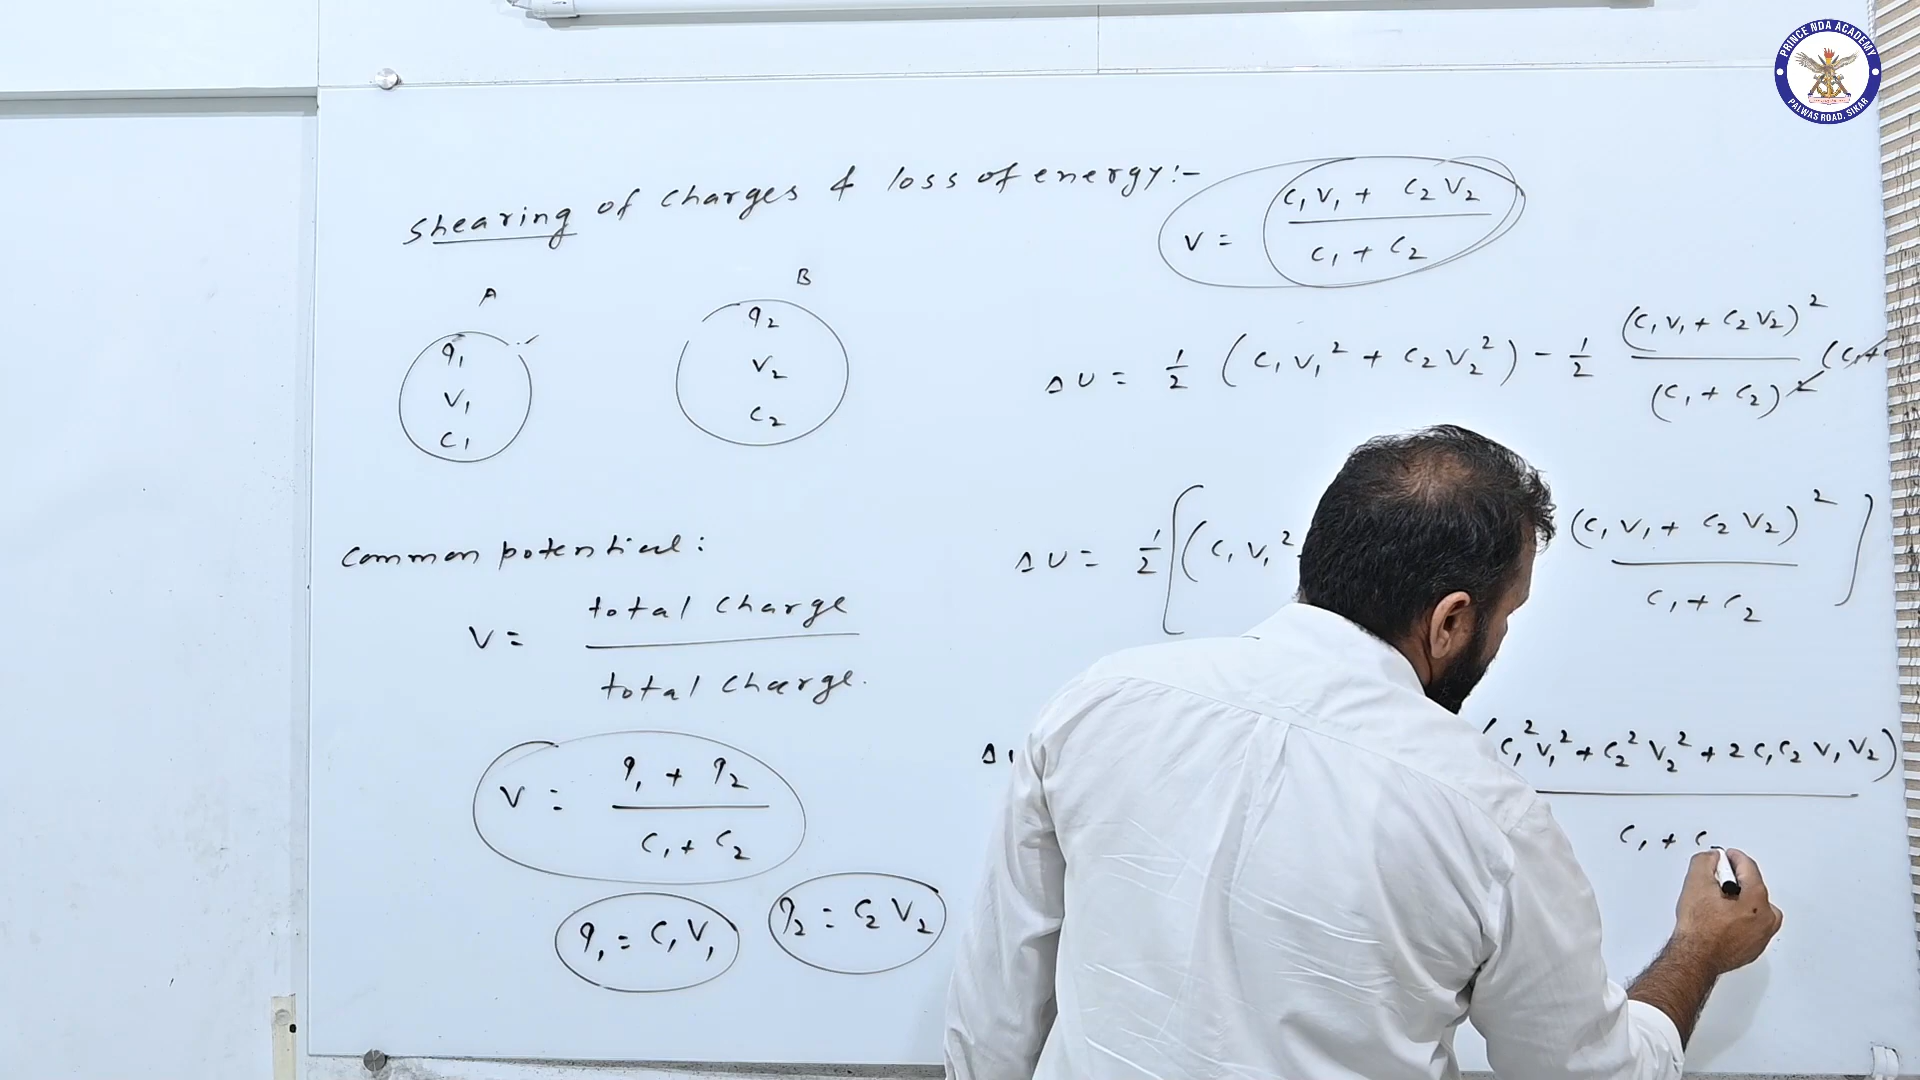 PRINCE NDA ACADEMY
PALWAS ROAD, SIKAR
Shearing of charges & loss of energy:-
V = (C₁V₁ + C₂V₂) / (C₁ + C₂)
A
q₁
V₁
C₁
B
q₂
V₂
C₂
Common potential:
V = total charge / total charge.
V = (q₁ + q₂) / (C₁ + C₂)
q₁ = C₁V₁
q₂ = C₂V₂
ΔU = 1/2 (C₁V₁² + C₂V₂²) - 1/2 (C₁V₁ + C₂V₂)² / (C₁ + C₂)² (C₁+
ΔU = 1/2 [(C₁V₁² (C₁V₁ + C₂V₂)² / C₁ + C₂]
Δ (C₁²V₁² + C₂²V₂² + 2C₁C₂V₁V₂) / C₁ + C